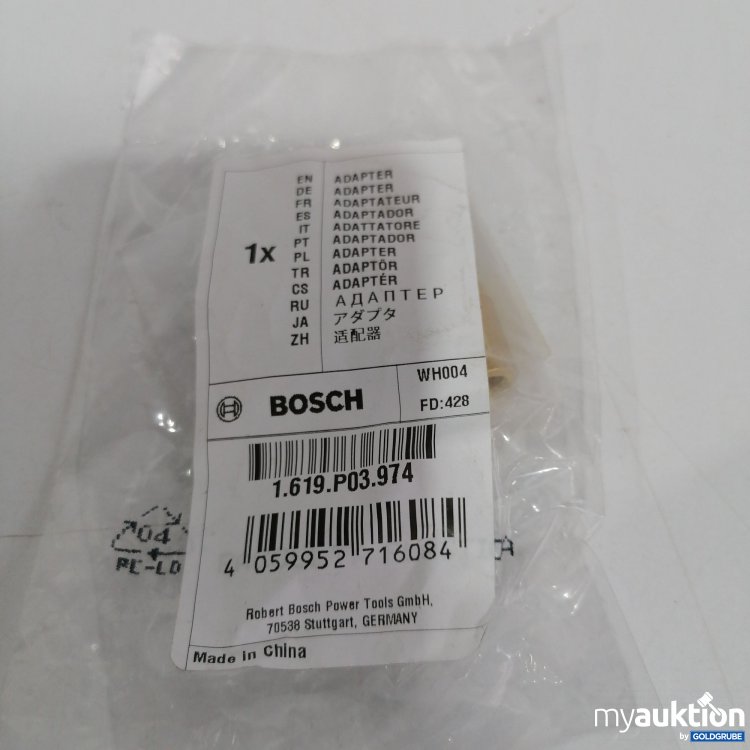 1x
EN ADAPTER
DE ADAPTER
FR ADAPTATEUR
ES ADAPTADOR
IT ADATTATORE
PT ADAPTADOR
PL ADAPTER
TR ADAPTÖR
CS ADAPTÉR
RU АДАПТЕР
JA アダプタ
ZH 适配器
BOSCH
WH004
FD:428
1.619.P03.974
4 059952 716084
04
PE-LD
Robert Bosch Power Tools GmbH,
70538 Stuttgart, GERMANY
Made in China
myauktion
by GOLDGRUBE